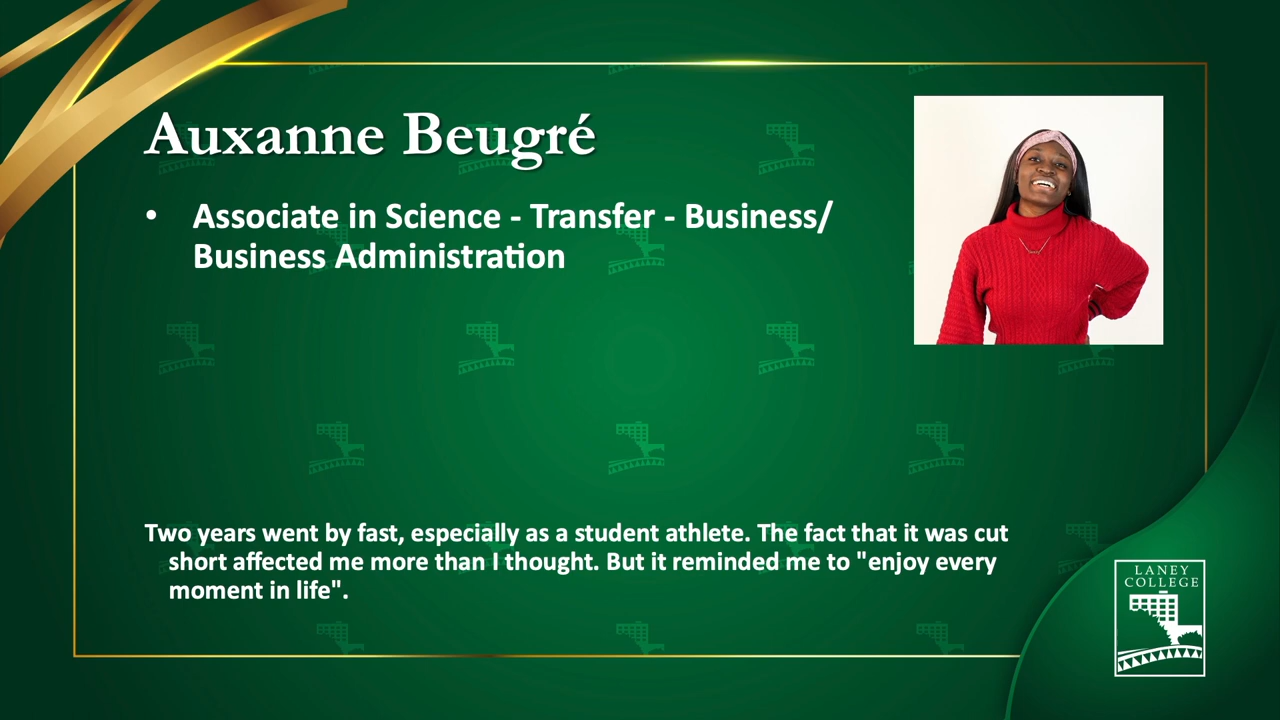 Auxanne Beugré
• Associate in Science - Transfer - Business/
Business Administration
Two years went by fast, especially as a student athlete. The fact that it was cut
short affected me more than I thought. But it reminded me to "enjoy every
moment in life".
LANEY
COLLEGE